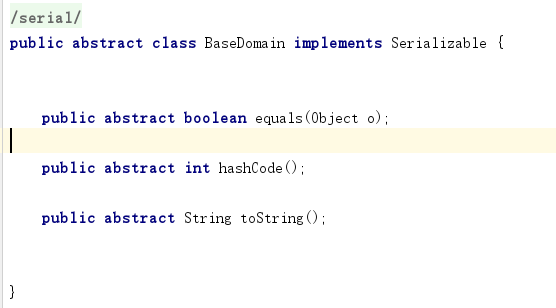 /serial/
public abstract class BaseDomain implements Serializable {
public abstract boolean equals(Object o);
public abstract int hashCode();
public abstract String toString();
}